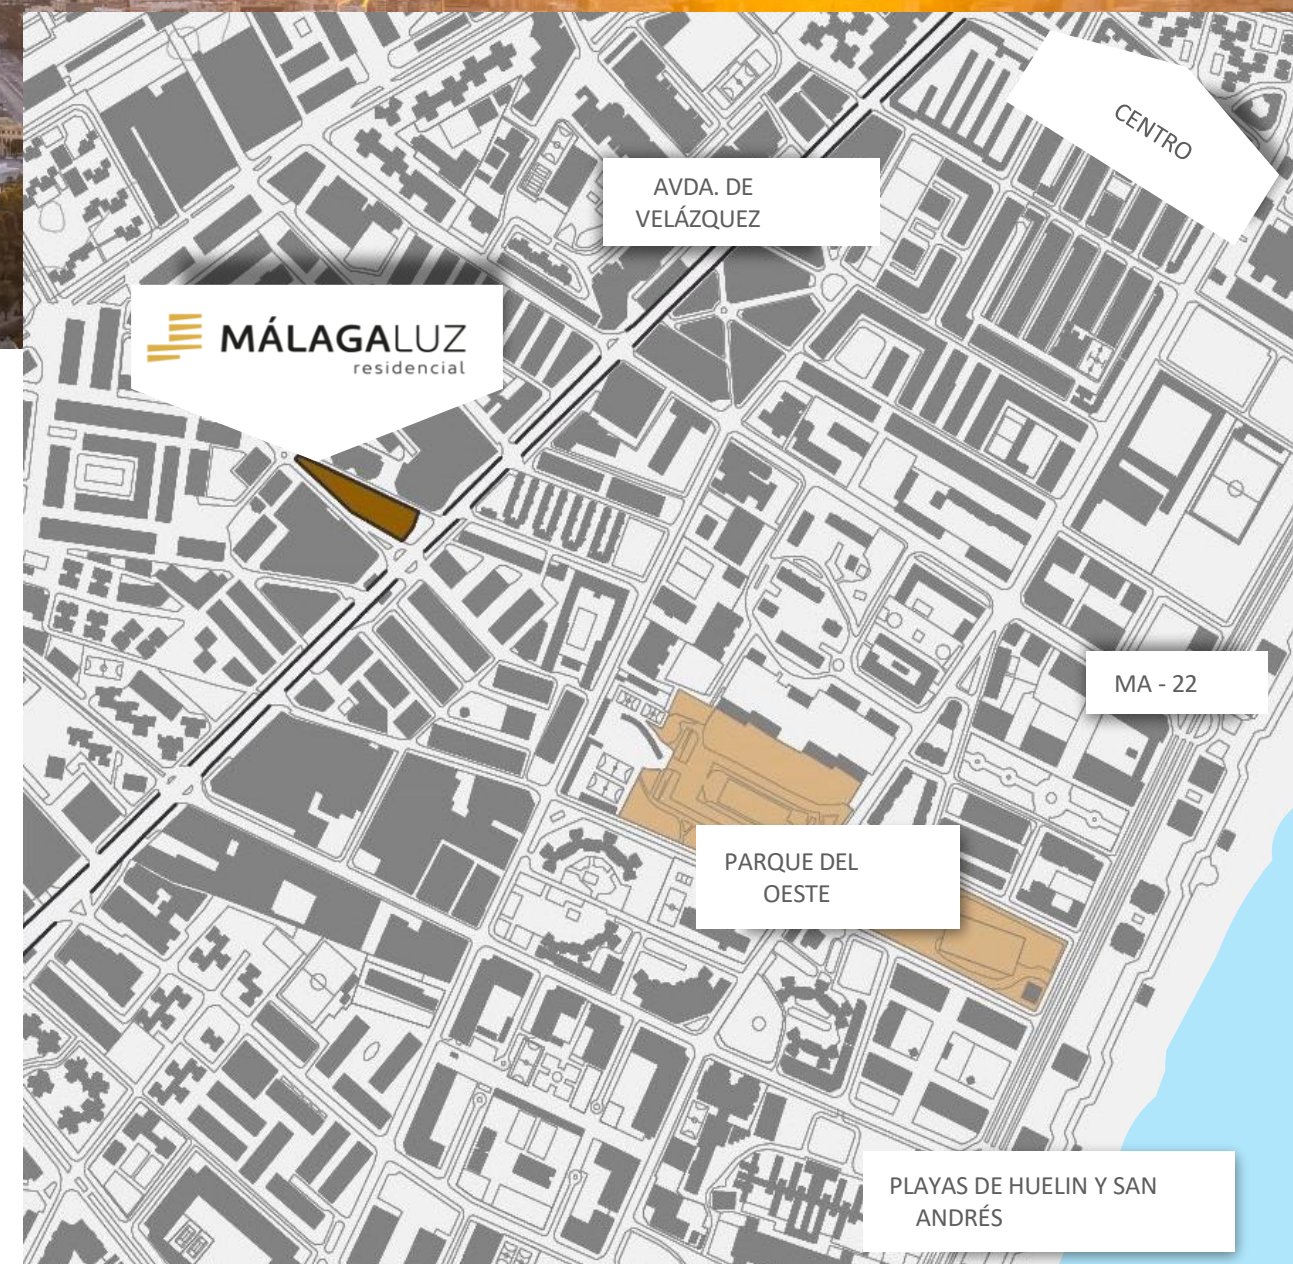 CENTRO
AVDA. DE
VELÁZQUEZ
MÁLAGALUZ
residencial
MA - 22
PARQUE DEL
OESTE
PLAYAS DE HUELIN Y SAN
ANDRÉS